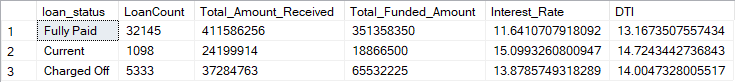 loan_status LoanCount Total_Amount_Received Total_Funded_Amount Interest_Rate DTI
1 Fully Paid 32145 411586256 351358350 11.6410707918092 13.1673507557434
2 Current 1098 24199914 18866500 15.0993260800947 14.7243442736843
3 Charged Off 5333 37284763 65532225 13.8785749318289 14.0047328005517